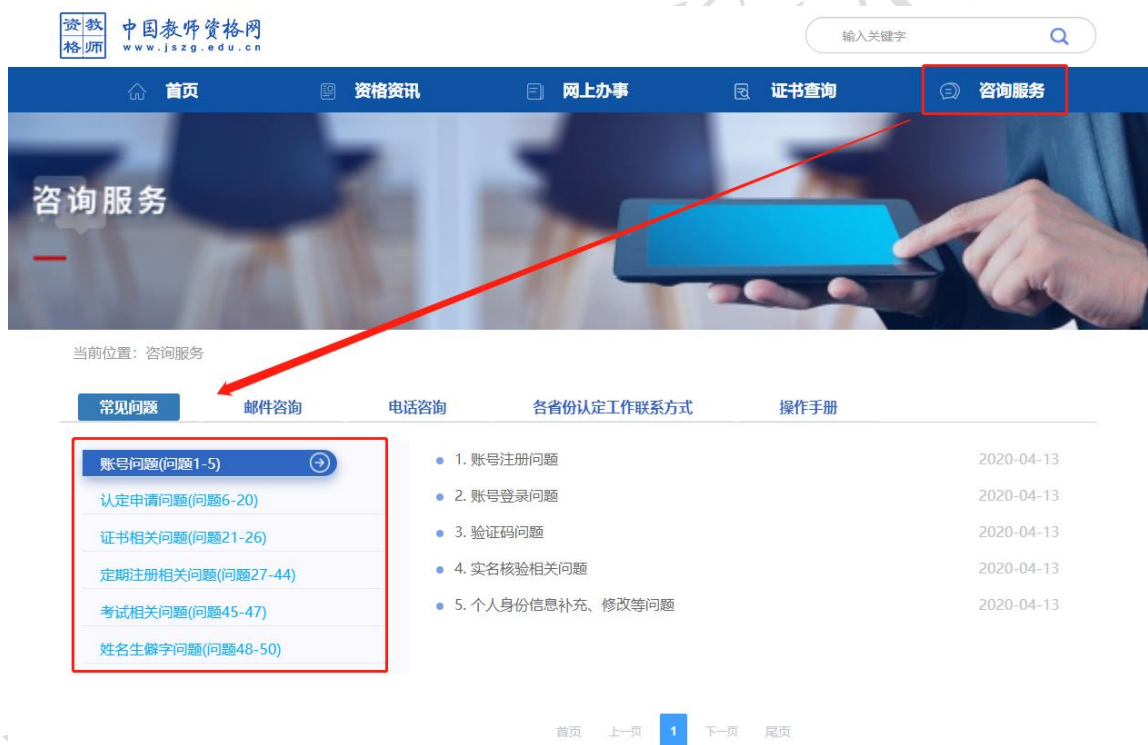 资教
格师
中国教师资格网
www.jszg.edu.cn
输入关键字
首页 资格资讯 网上办事 证书查询 咨询服务
咨询服务
当前位置：咨询服务
常见问题 邮件咨询 电话咨询 各省份认定工作联系方式 操作手册
账号问题(问题1-5)
认定申请问题(问题6-20)
证书相关问题(问题21-26)
定期注册相关问题(问题27-44)
考试相关问题(问题45-47)
姓名生僻字问题(问题48-50)
1. 账号注册问题 2020-04-13
2. 账号登录问题 2020-04-13
3. 验证码问题 2020-04-13
4. 实名核验相关问题 2020-04-13
5. 个人身份信息补充、修改等问题 2020-04-13
首页 上一页 1 下一页 尾页